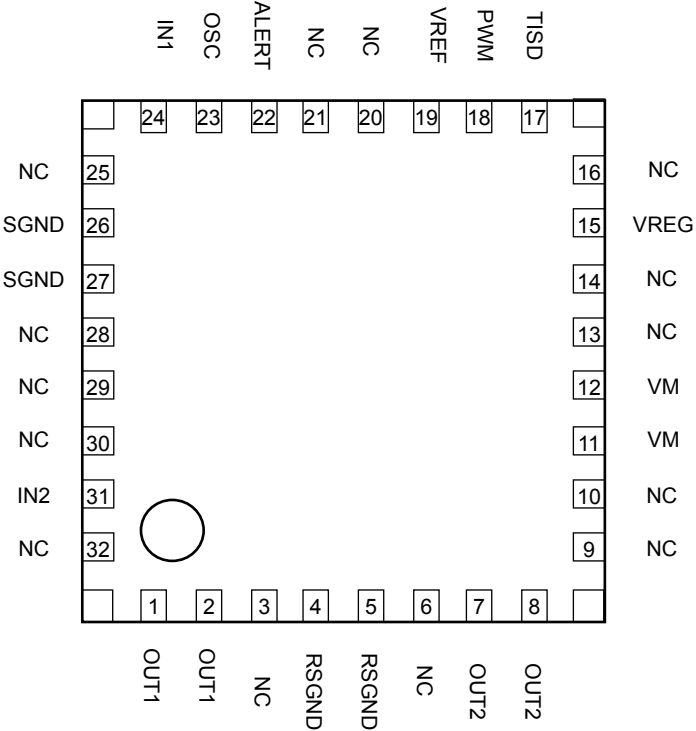 IN1
OSC
ALERT
NC
NC
VREF
PWM
TISD
24
23
22
21
20
19
18
17
NC 25
16 NC
SGND 26
15 VREG
SGND 27
14 NC
NC 28
13 NC
NC 29
12 VM
NC 30
11 VM
IN2 31
10 NC
NC 32
9 NC
1
2
3
4
5
6
7
8
OUT1
OUT1
NC
RSGND
RSGND
NC
OUT2
OUT2